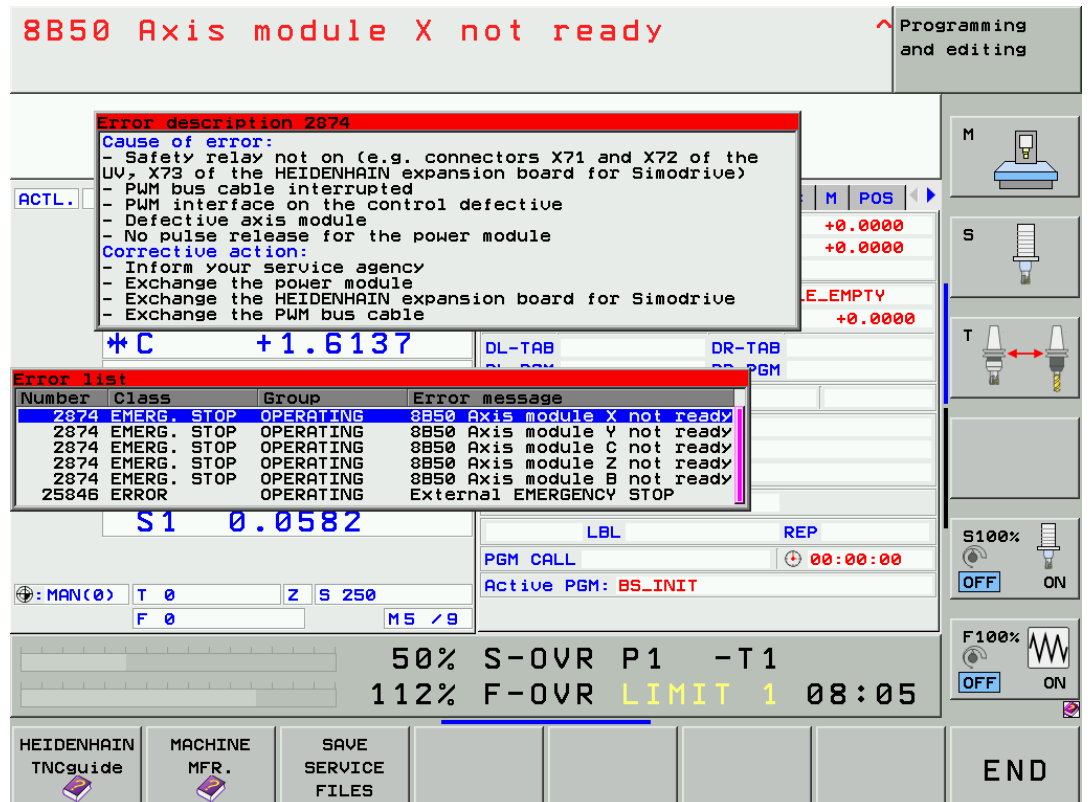 8B50 Axis module X not ready
^
Programming
and editing
Error description 2874
Cause of error:
- Safety relay not on (e.g. connectors X71 and X72 of the
UV, X73 of the HEIDENHAIN expansion board for Simodrive)
- PWM bus cable interrupted
- PWM interface on the control defective
- Defective axis module
- No pulse release for the power module
Corrective action:
- Inform your service agency
- Exchange the power module
- Exchange the HEIDENHAIN expansion board for Simodrive
- Exchange the PWM bus cable
ACTL.
M POS
+0.0000
+0.0000
LE_EMPTY
+0.0000
C +1.6137
DL-TAB DR-TAB
Error list
Number Class Group Error message
2874 EMERG. STOP OPERATING 8B50 Axis module X not ready
2874 EMERG. STOP OPERATING 8B50 Axis module Y not ready
2874 EMERG. STOP OPERATING 8B50 Axis module C not ready
2874 EMERG. STOP OPERATING 8B50 Axis module Z not ready
2874 EMERG. STOP OPERATING 8B50 Axis module B not ready
25846 ERROR OPERATING External EMERGENCY STOP
S1 0.0582
LBL REP
PGM CALL 00:00:00
Active PGM: BS_INIT
:MAN(0) T 0 Z S 250
F 0 M5 /9
50% S-OVR P1 -T1
112% F-OVR LIMIT 1 08:05
M
S
T
S100%
OFF ON
F100%
OFF ON
HEIDENHAIN
TNCguide
MACHINE
MFR.
SAVE
SERVICE
FILES
END